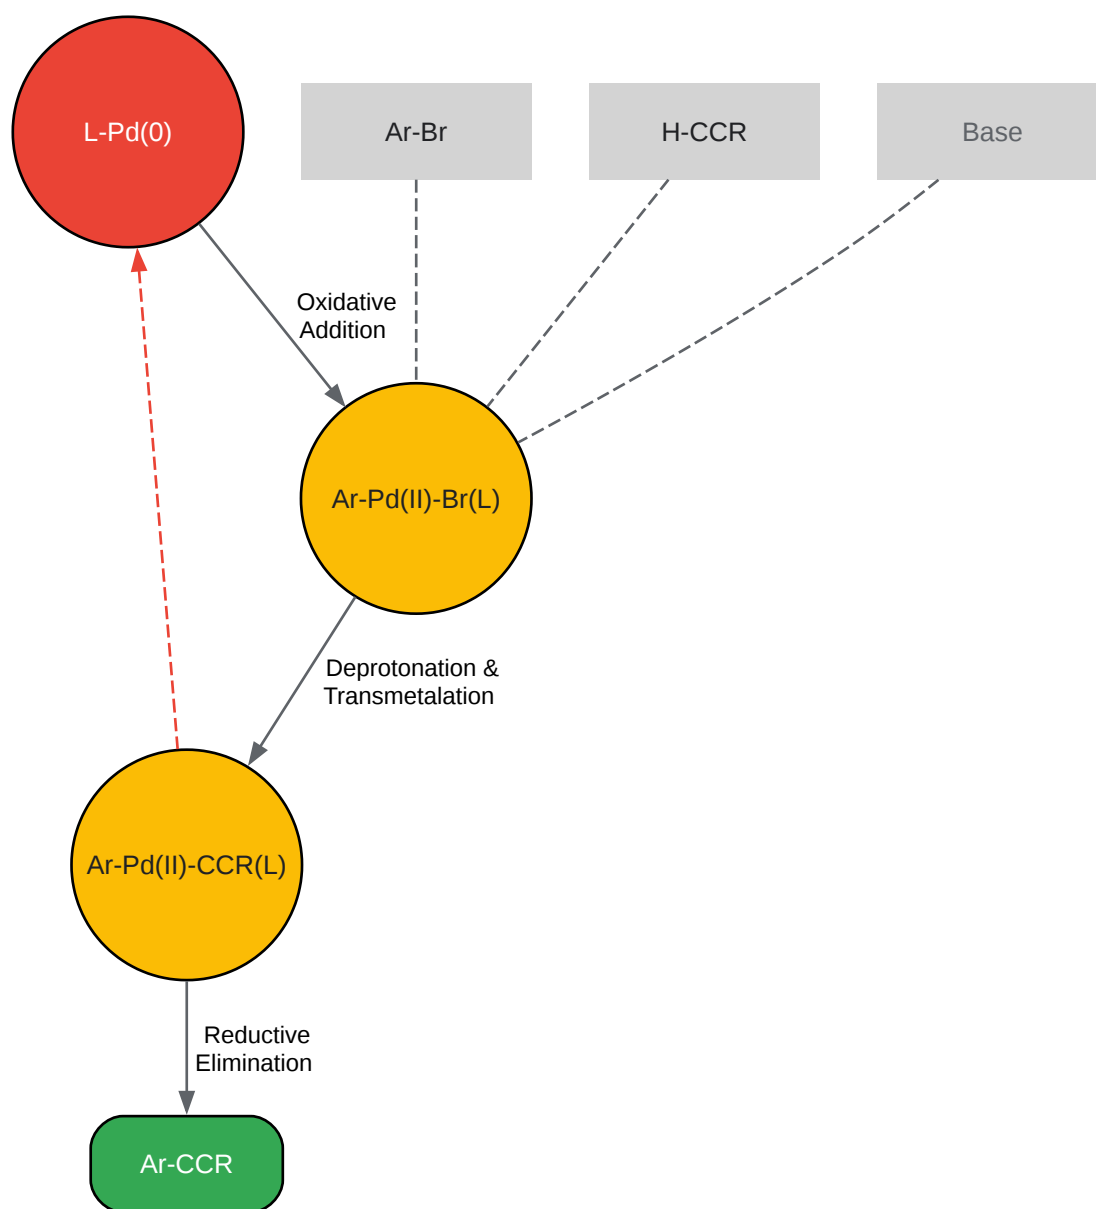 L-Pd(0)
Ar-Br
H-CCR
Base
Oxidative
Addition
Ar-Pd(II)-Br(L)
Deprotonation &
Transmetalation
Ar-Pd(II)-CCR(L)
Reductive
Elimination
Ar-CCR